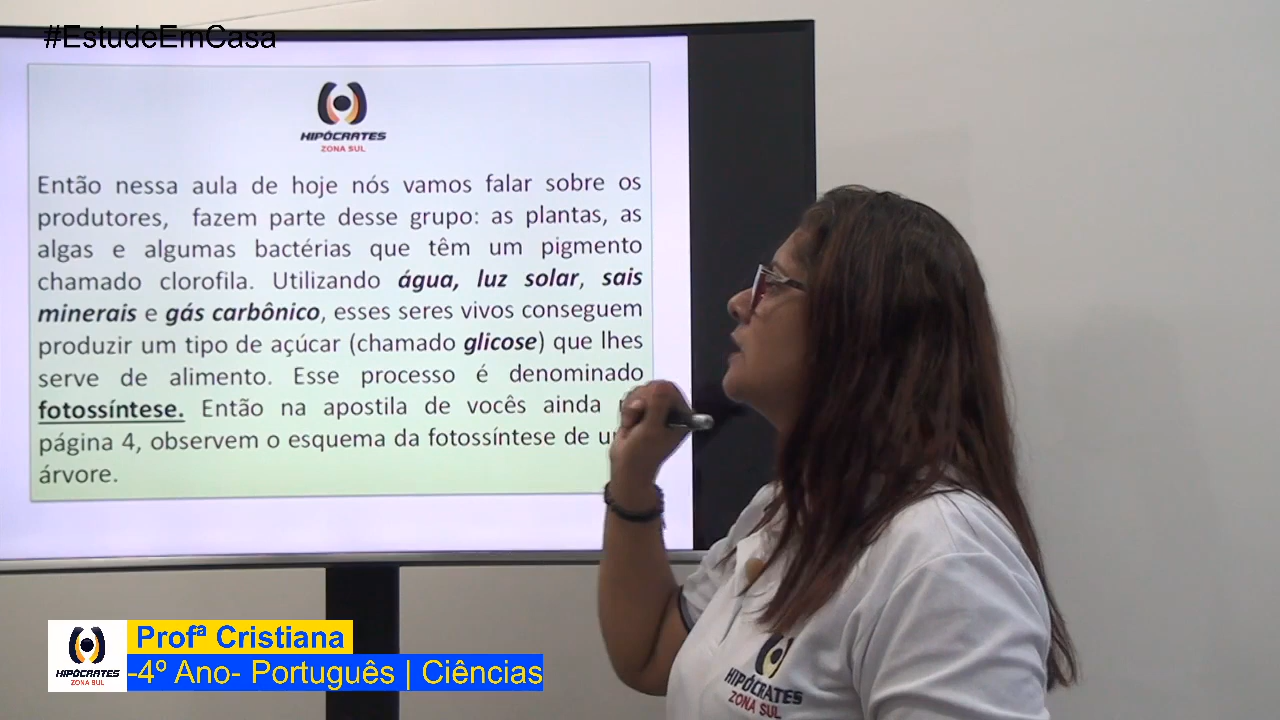 #EstudeEmCasa
HIPÓCRATES
ZONA SUL
Então nessa aula de hoje nós vamos falar sobre os
produtores, fazem parte desse grupo: as plantas, as
algas e algumas bactérias que têm um pigmento
chamado clorofila. Utilizando água, luz solar, sais
minerais e gás carbônico, esses seres vivos conseguem
produzir um tipo de açúcar (chamado glicose) que lhes
serve de alimento. Esse processo é denominado
fotossíntese. Então na apostila de vocês ainda
página 4, observem o esquema da fotossíntese de
árvore.
HIPÓCRATES
ZONA SUL
Profª Cristiana
-4º Ano- Português | Ciências
HIPÓCRATES
ZONA SUL